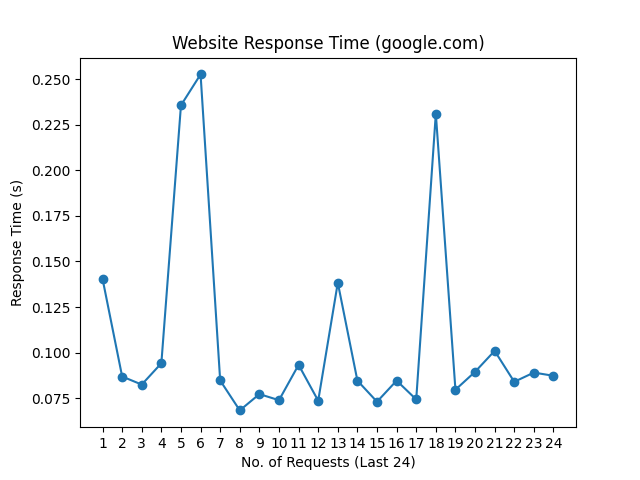 Website Response Time (google.com)
0.250
0.225
0.200
0.175
0.150
0.125
0.100
0.075
Response Time (s)
1 2 3 4 5 6 7 8 9 10 11 12 13 14 15 16 17 18 19 20 21 22 23 24
No. of Requests (Last 24)